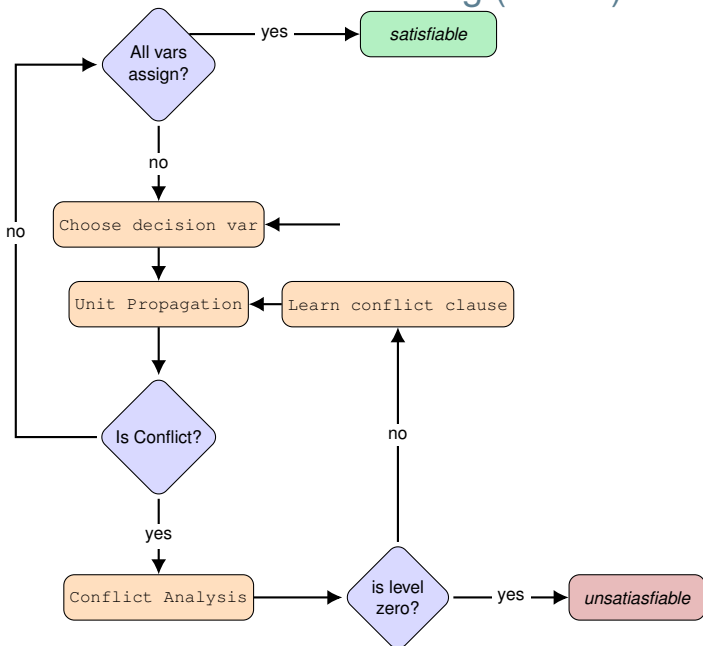 All vars
assign?
yes
satisfiable
no
Choose decision var
no
Unit Propagation
Learn conflict clause
Is Conflict?
no
yes
Conflict Analysis
is level
zero?
yes
unsatiasfiable